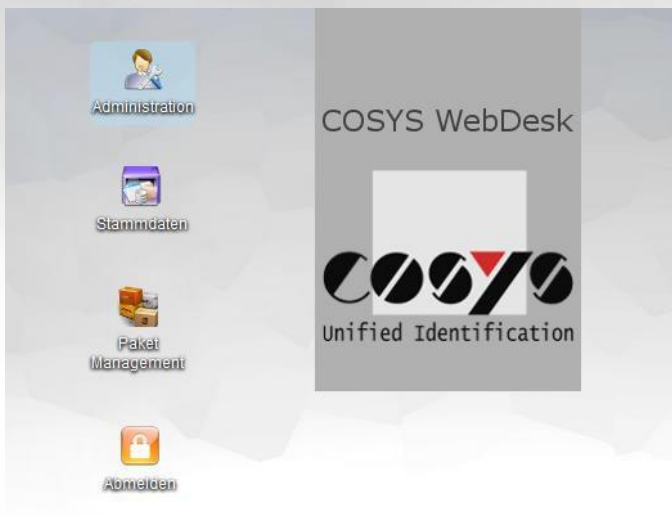 Administration
Stammdaten
Paket
Management
Abmelden
COSYS WebDesk
COSYS
Unified Identification